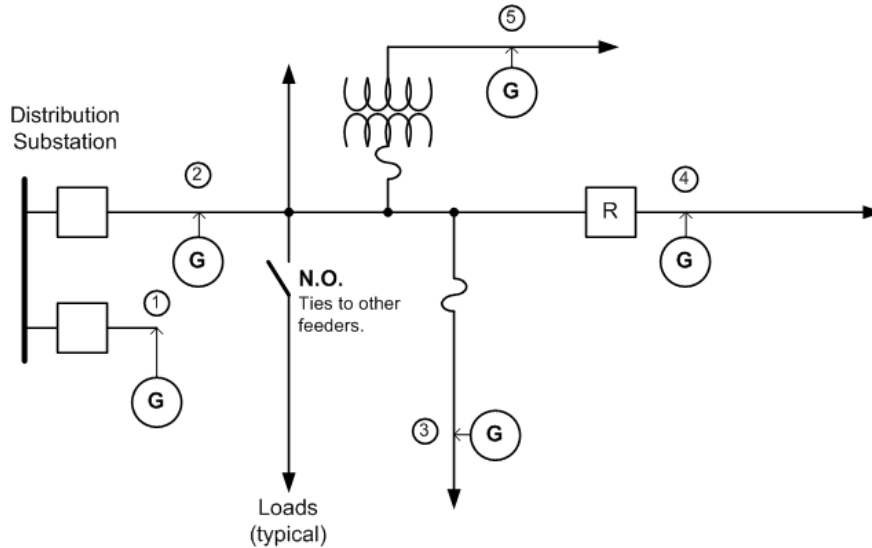 5
G
Distribution
Substation
2
4
R
G
G
N.O.
Ties to other
feeders.
1
G
3
G
Loads
(typical)